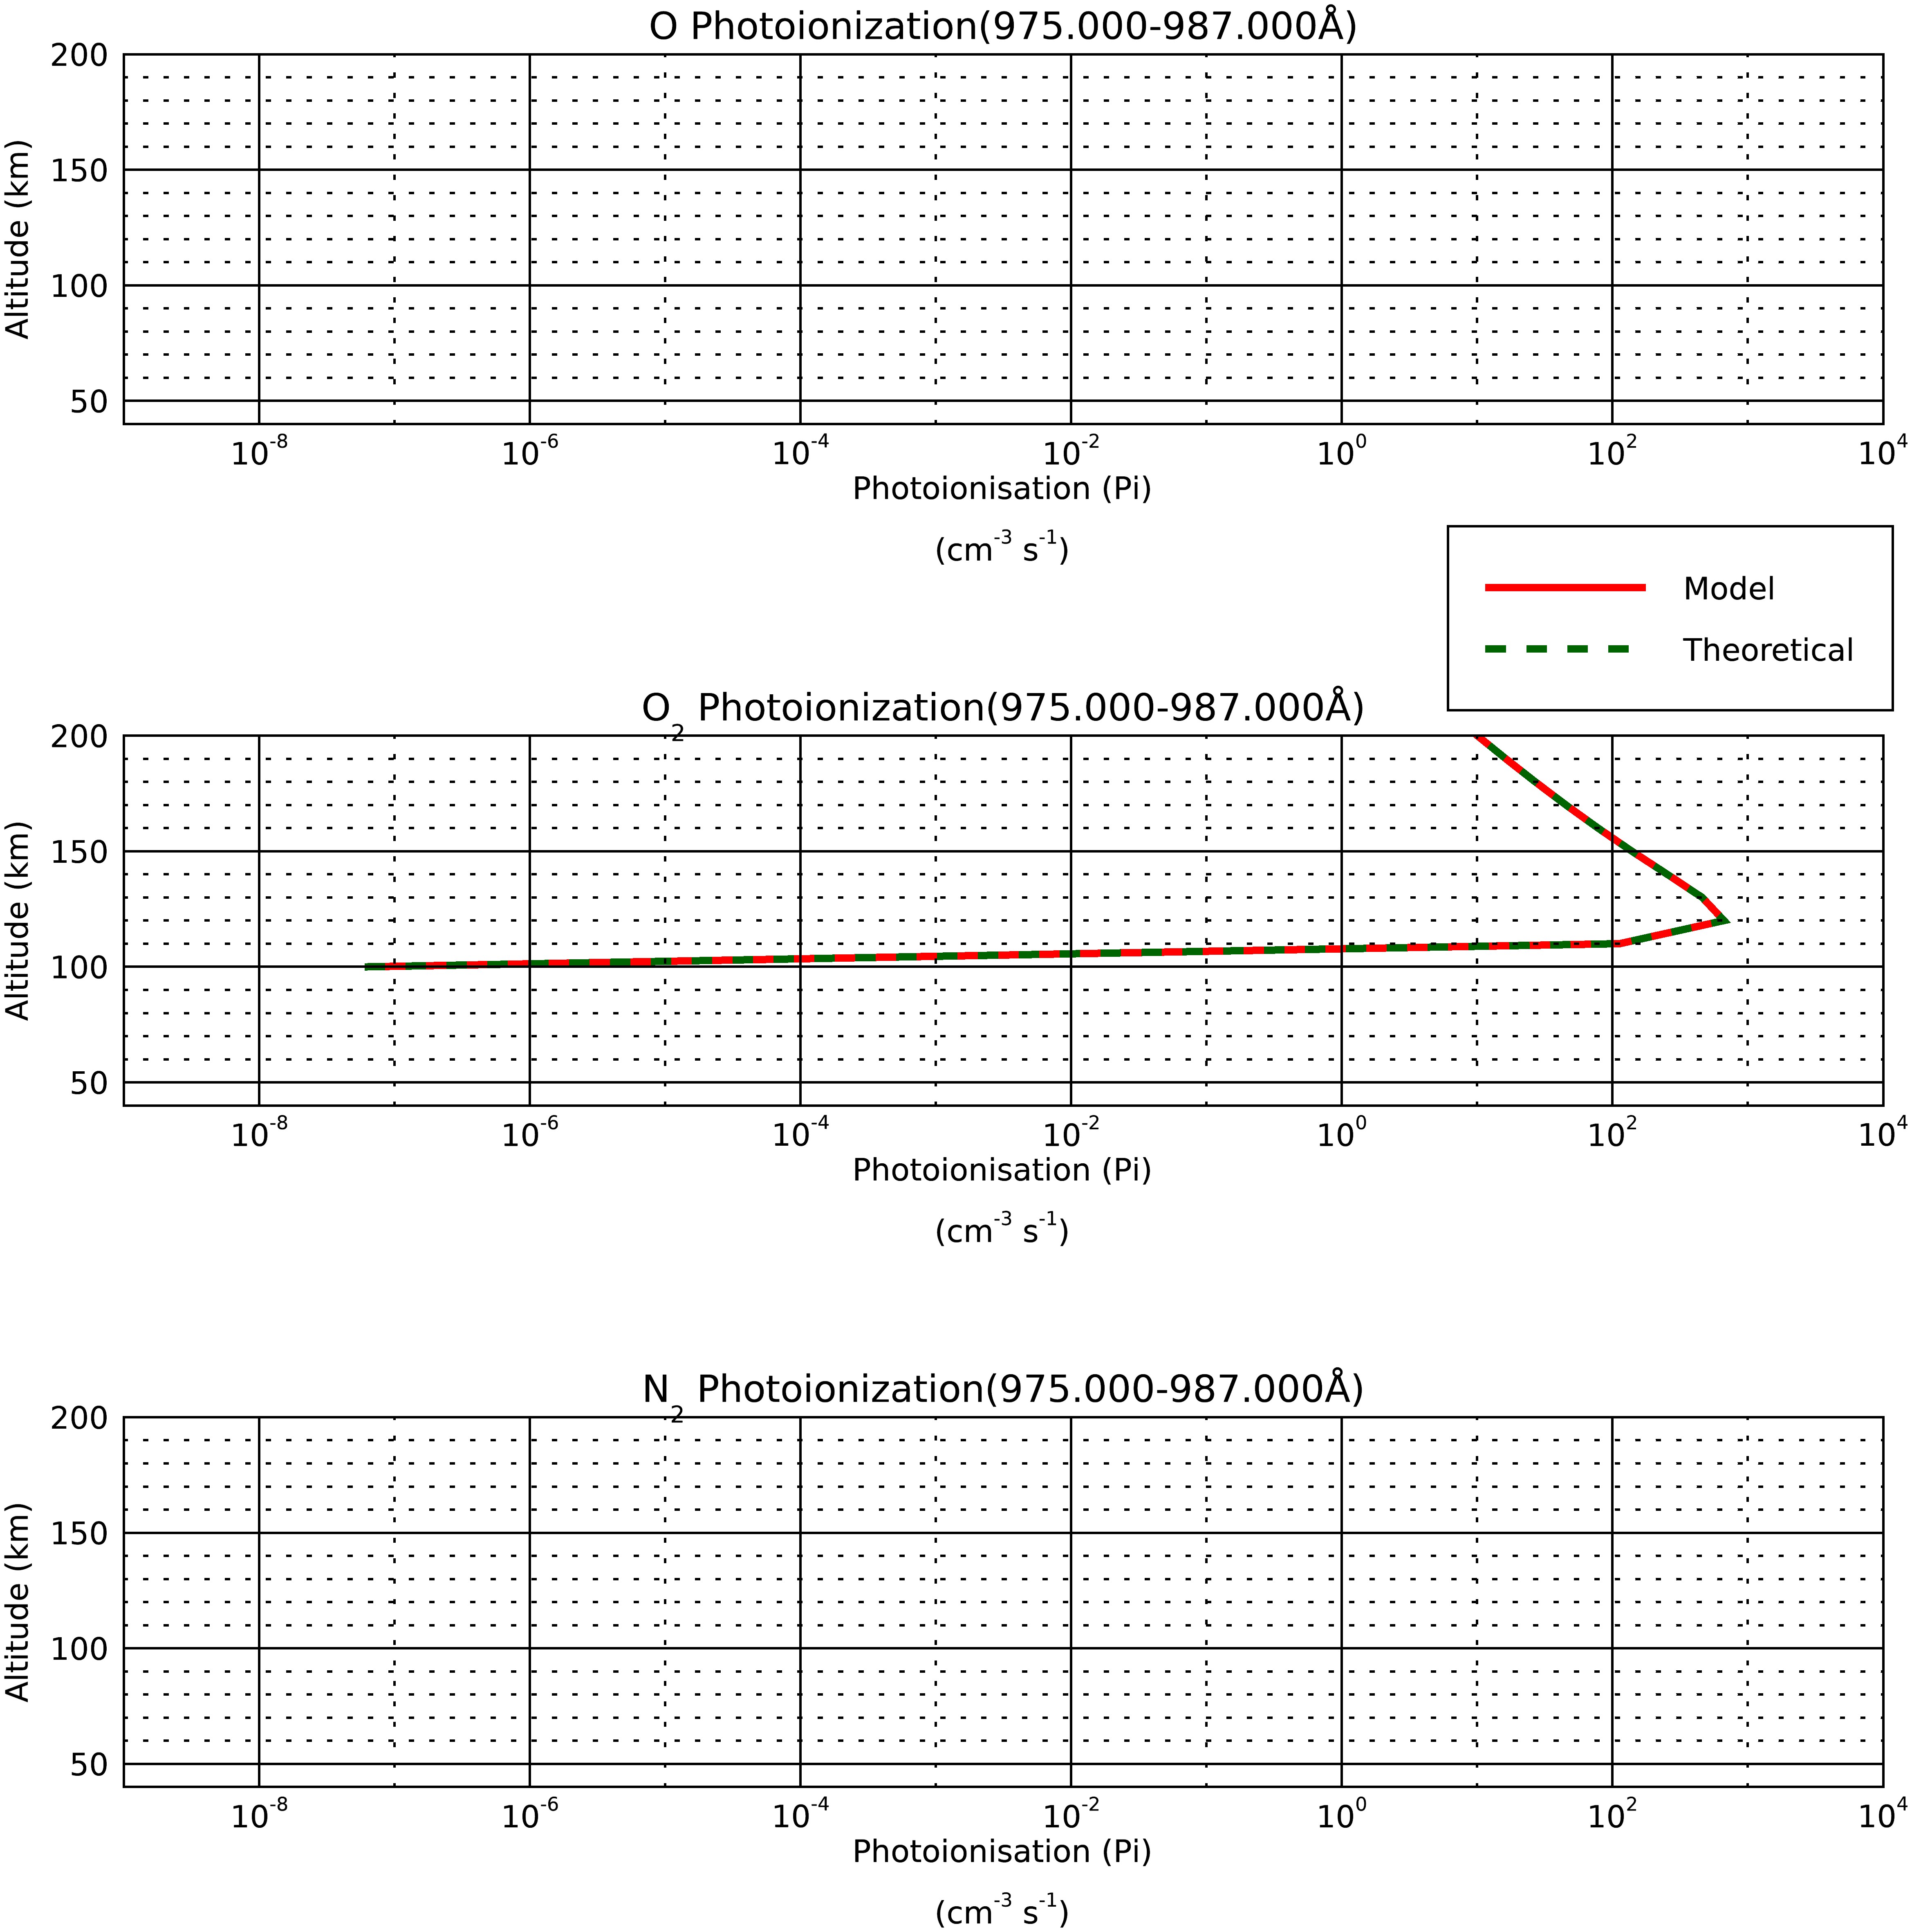 O Photoionization(975.000-987.000Å)
200
150
100
50
Altitude (km)
10⁻⁸ 10⁻⁶ 10⁻⁴ 10⁻² 10⁰ 10² 10⁴
Photoionisation (Pi)
(cm⁻³ s⁻¹)
Model
Theoretical
O₂ Photoionization(975.000-987.000Å)
200
150
100
50
Altitude (km)
10⁻⁸ 10⁻⁶ 10⁻⁴ 10⁻² 10⁰ 10² 10⁴
Photoionisation (Pi)
(cm⁻³ s⁻¹)
N₂ Photoionization(975.000-987.000Å)
200
150
100
50
Altitude (km)
10⁻⁸ 10⁻⁶ 10⁻⁴ 10⁻² 10⁰ 10² 10⁴
Photoionisation (Pi)
(cm⁻³ s⁻¹)